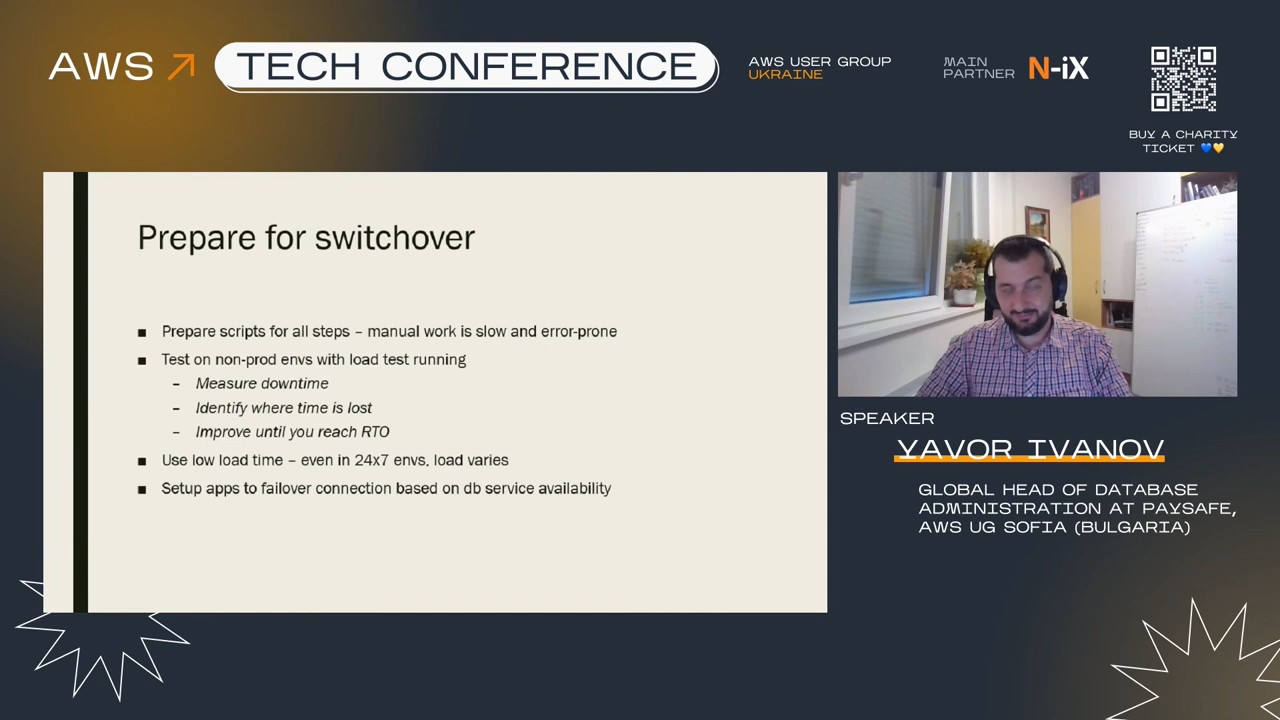 AWS ↗ TECH CONFERENCE
AWS USER GROUP
UKRAINE
MAIN
PARTNER
N-iX
BUY A CHARITY
TICKET 💙💛
Prepare for switchover
■ Prepare scripts for all steps – manual work is slow and error-prone
■ Test on non-prod envs with load test running
– Measure downtime
– Identify where time is lost
– Improve until you reach RTO
■ Use low load time – even in 24x7 envs, load varies
■ Setup apps to failover connection based on db service availability
SPEAKER
YAVOR IVANOV
GLOBAL HEAD OF DATABASE
ADMINISTRATION AT PAYSAFE,
AWS UG SOFIA (BULGARIA)